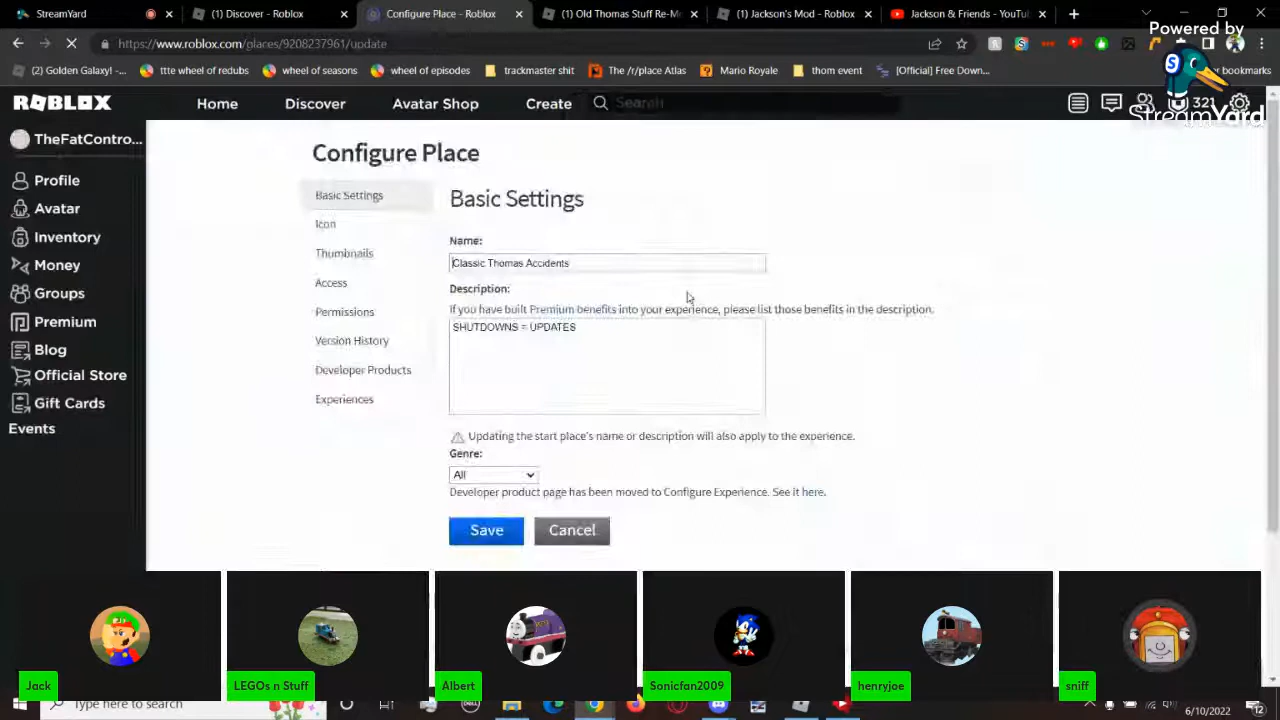 (1) Discover - Roblox
Configure Place - Roblox
(1) Old Thomas Stuff Re-M
(1) Jackson's Mod - Roblox
Jackson & Friends - YouTu
Powered by
StreamYard
https://www.roblox.com/places/9208237961/update
(2) Golden Galaxy! -...
ttte wheel of redubs
wheel of seasons
wheel of episode
trackmaster shit
The /r/place Atlas
Mario Royale
thom event
[Official] Free Down...
bookmarks
ROBLOX
Home
Discover
Avatar Shop
Create
Search
321
TheFatContro...
Profile
Avatar
Inventory
Money
Groups
Premium
Blog
Official Store
Gift Cards
Events
Configure Place
Basic Settings
Icon
Thumbnails
Access
Permissions
Version History
Developer Products
Experiences
Basic Settings
Name:
Classic Thomas Accidents
Description:
If you have built Premium benefits into your experience, please list those benefits in the description.
SHUTDOWNS = UPDATES
Updating the start place's name or description will also apply to the experience.
Genre:
All
Developer product page has been moved to Configure Experience. See it here.
Save
Cancel
Jack
LEGOs n Stuff
Albert
Sonicfan2009
henryjoe
sniff
Type here to search
6/10/2022
12